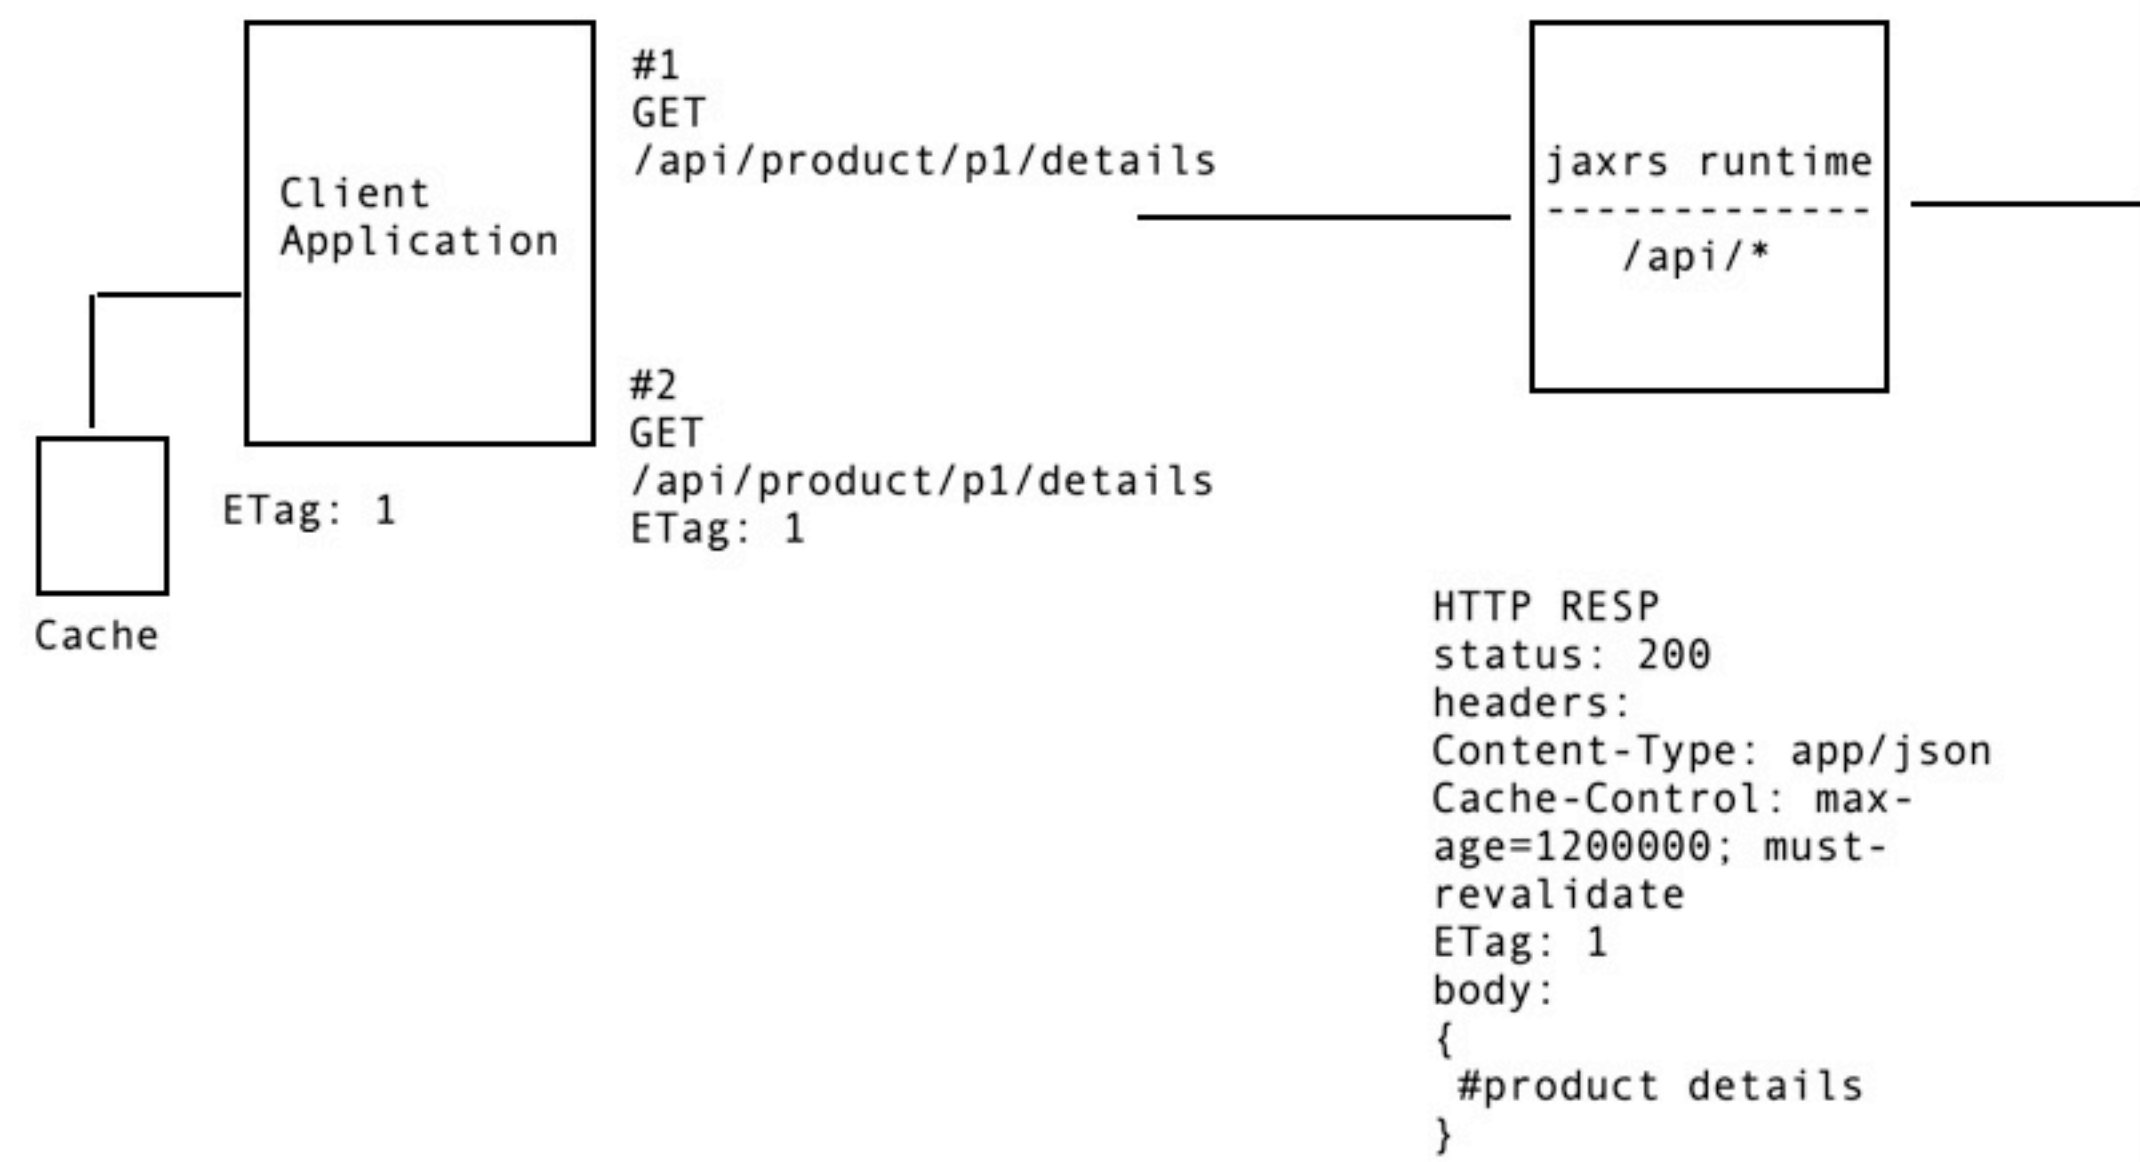 #1
GET
/api/product/p1/details
Client
Application
jaxrs runtime
-------------
/api/*
#2
GET
/api/product/p1/details
ETag: 1
ETag: 1
Cache
HTTP RESP
status: 200
headers:
Content-Type: app/json
Cache-Control: max-
age=1200000; must-
revalidate
ETag: 1
body:
{
#product details
}